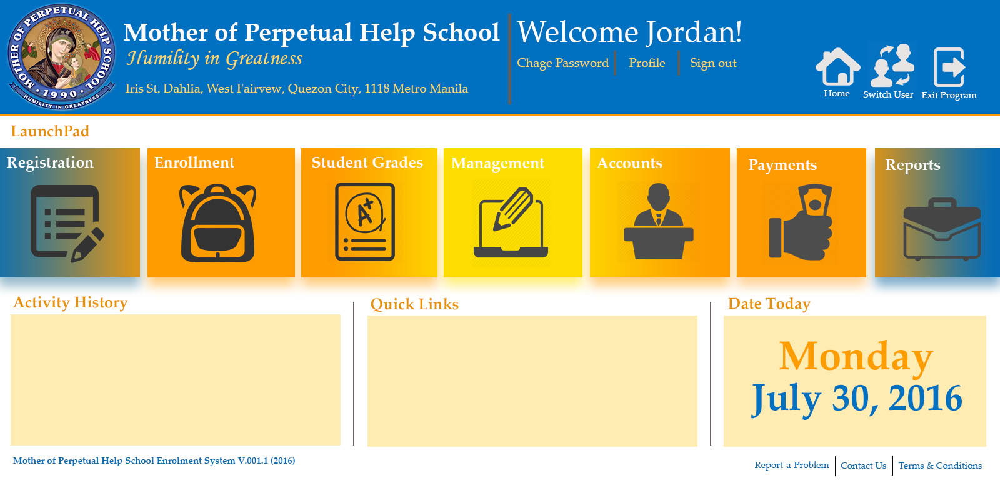 MOTHER OF PERPETUAL HELP SCHOOL
1990
HUMILITY IN GREATNESS
Mother of Perpetual Help School
Humility in Greatness
Iris St. Dahlia, West Fairvew, Quezon City, 1118 Metro Manila
Welcome Jordan!
Chage Password
Profile
Sign out
Home
Switch User
Exit Program
LaunchPad
Registration
Enrollment
Student Grades
A+
Management
Accounts
Payments
Reports
Activity History
Quick Links
Date Today
Monday
July 30, 2016
Mother of Perpetual Help School Enrolment System V.001.1 (2016)
Report-a-Problem
Contact Us
Terms & Conditions